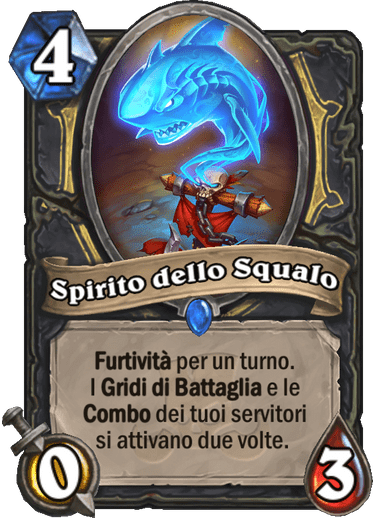 4
Spirito dello Squalo
Furtività per un turno.
I Gridi di Battaglia e le
Combo dei tuoi servitori
si attivano due volte.
0
3